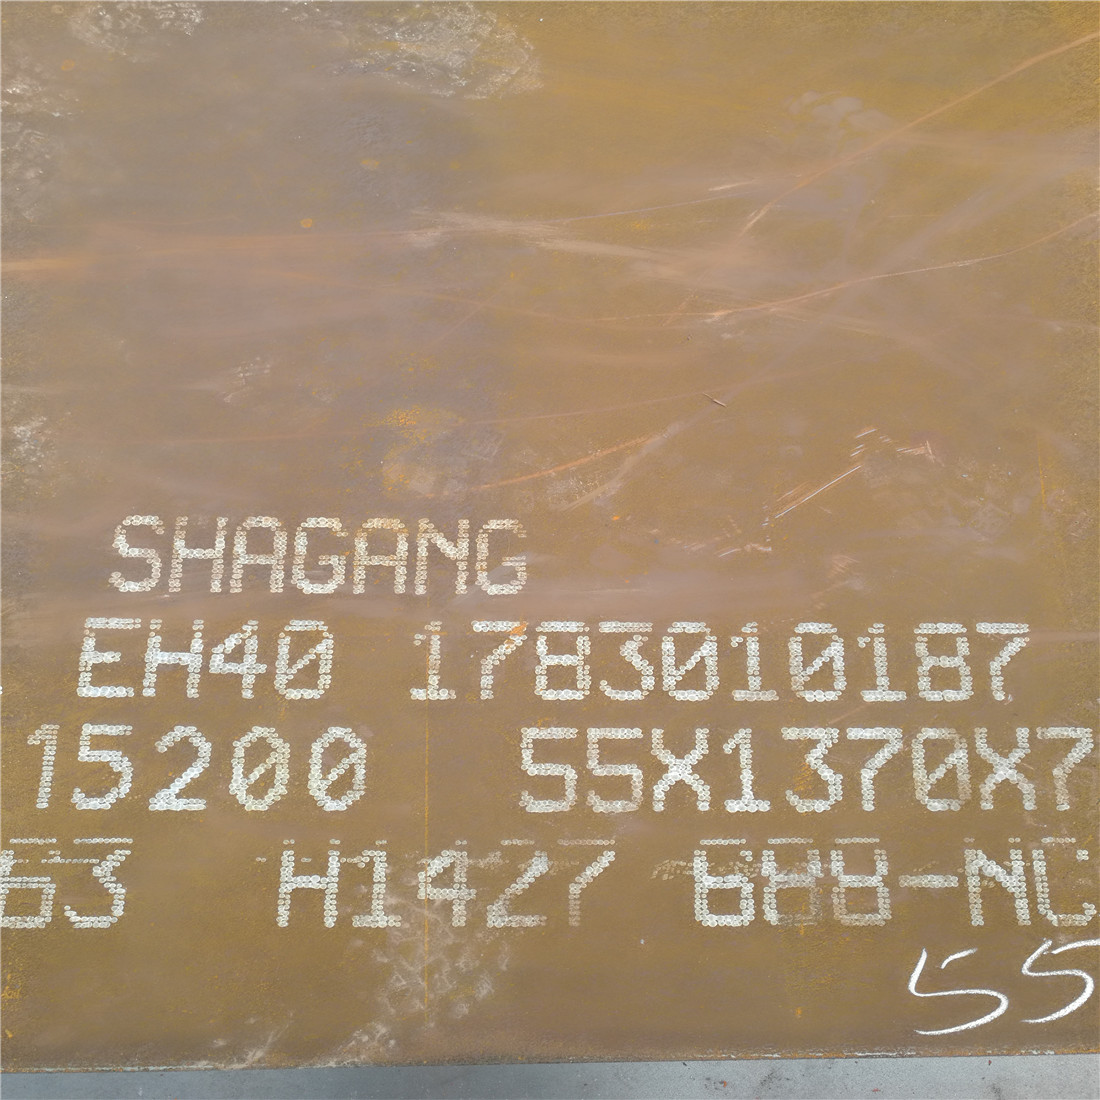 SHAGANG
EH40 1783010187
15200 55X1370X7
63 H1427 688-NC
55